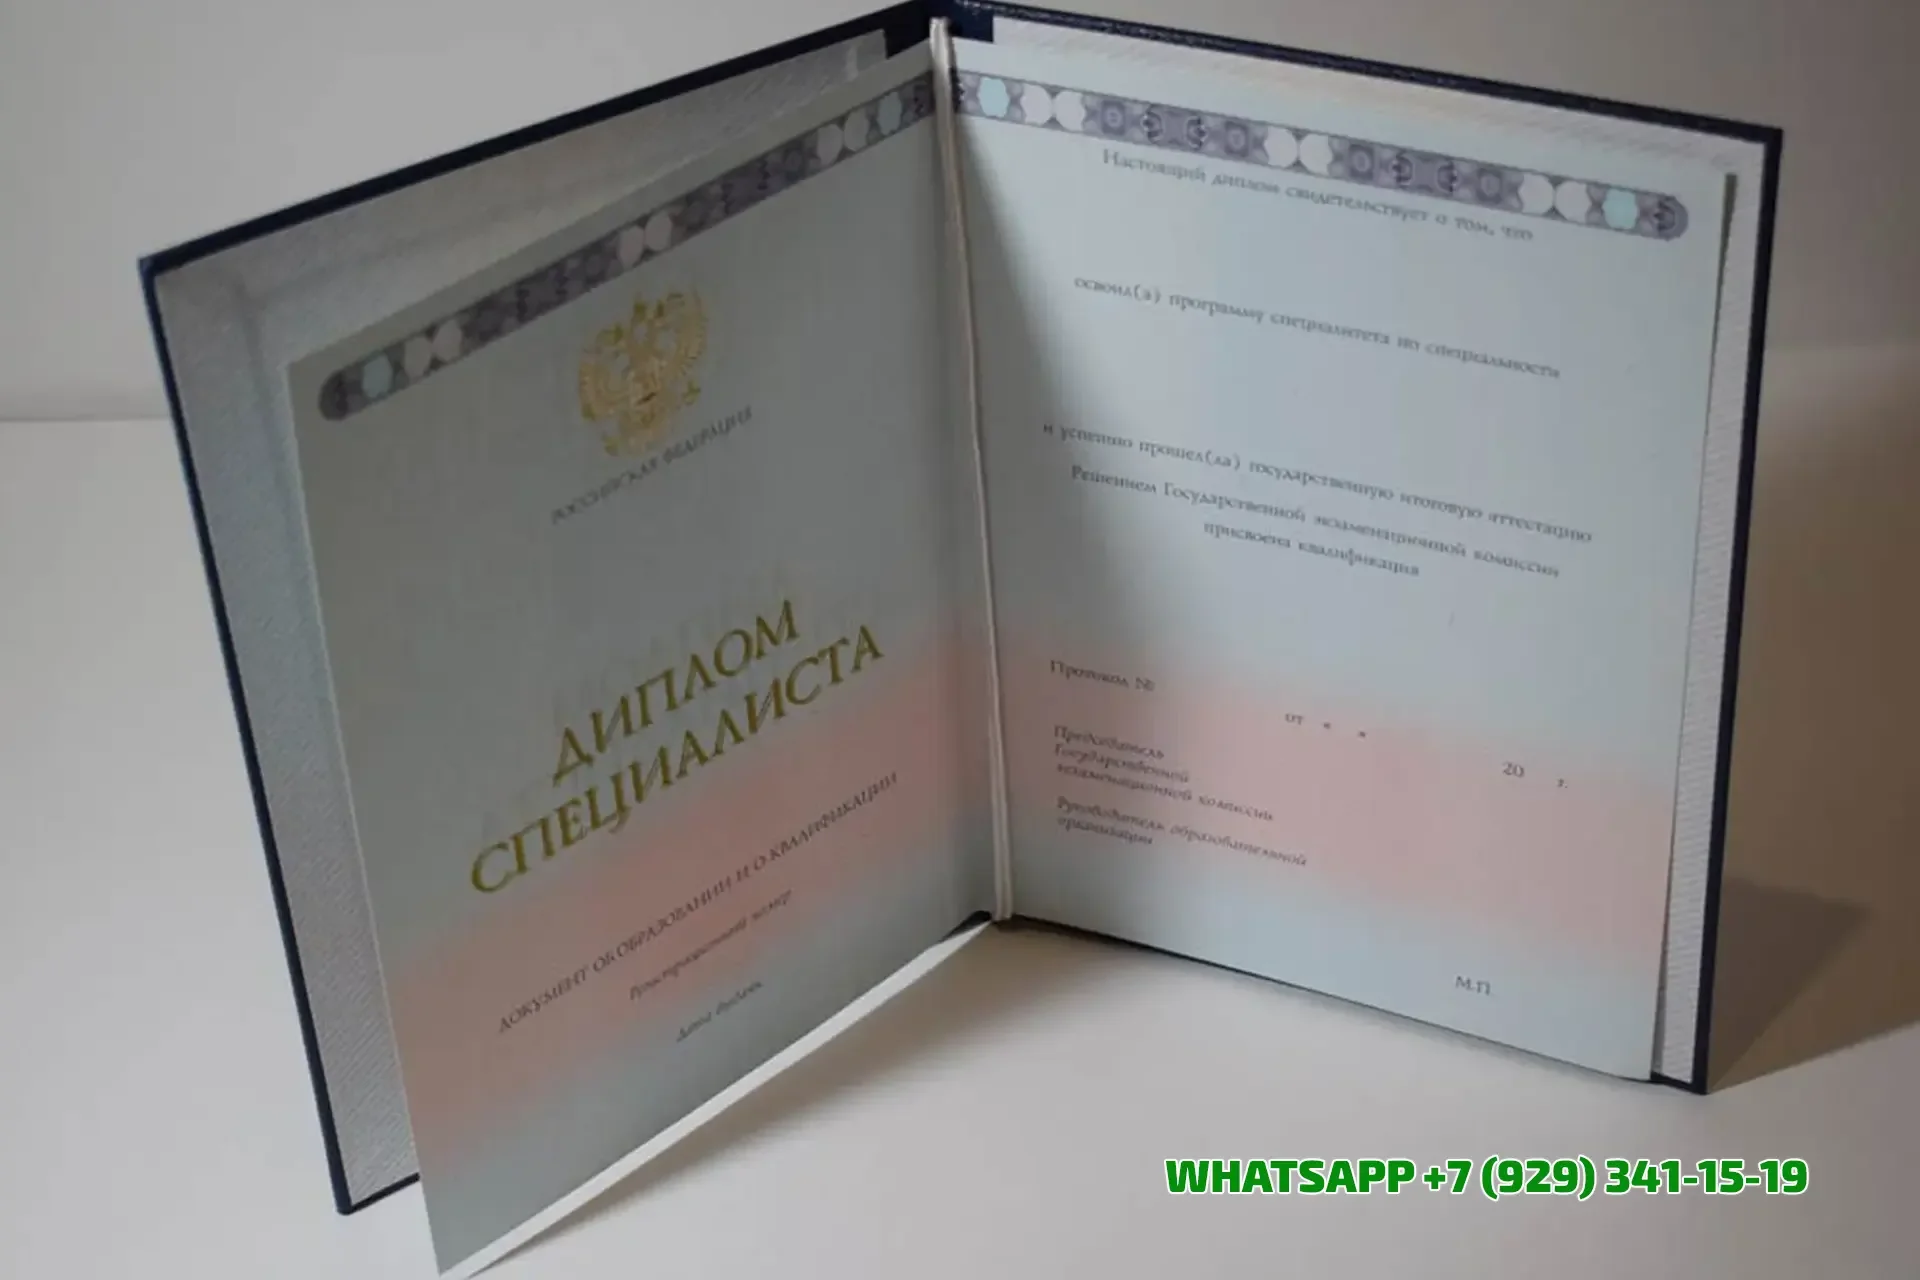 РОССИЙСКАЯ ФЕДЕРАЦИЯ
ДИПЛОМ
СПЕЦИАЛИСТА
ДОКУМЕНТ ОБ ОБРАЗОВАНИИ И О КВАЛИФИКАЦИИ
Регистрационный номер
Дата выдачи
Настоящий диплом свидетельствует о том, что
освоил(а) программу специалитета по специальности
и успешно прошел(ла) государственную итоговую аттестацию
Решением Государственной экзаменационной комиссии
присвоена квалификация
Протокол №
от « » 20 г.
Председатель
Государственной
экзаменационной комиссии
Руководитель образовательной
организации
М.П.
WHATSAPP +7 (929) 341-15-19